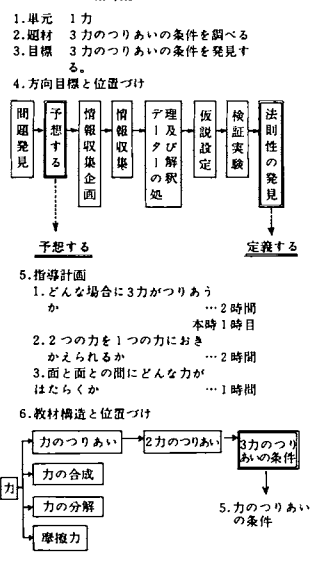 1.単元 1力
2.題材 3力のつりあいの条件を調べる
3.目標 3力のつりあいの条件を発見す
る。
4.方向目標と位置づけ
問題発見
予想する
情報収集企画
情報収集
データーの処
理及び解釈
仮説設定
検証実験
法則性の発見
予想する
定義する
5.指導計画
1.どんな場合に3力がつりあう
か …2時間
本時1時目
2.2つの力を1つの力におき
かえられるか …2時間
3.面と面との間にどんな力が
はたらくか …1時間
6.教材構造と位置づけ
力
力のつりあい
2力のつりあい
3力のつり
あいの条件
力の合成
力の分解
摩擦力
5.力のつりあい
の条件